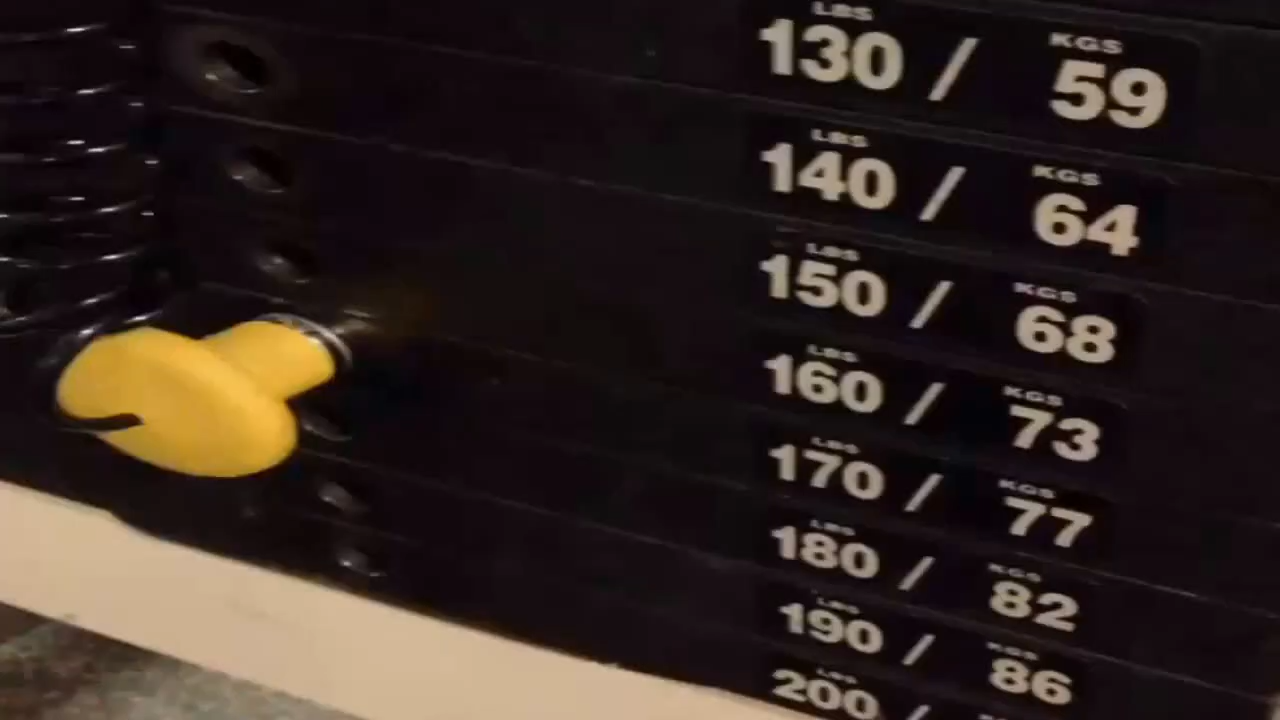 LBS KGS
130 / 59
LBS KGS
140 / 64
LBS KGS
150 / 68
LBS KGS
160 / 73
LBS KGS
170 / 77
LBS KGS
180 / 82
LBS KGS
190 / 86
LBS
200 /